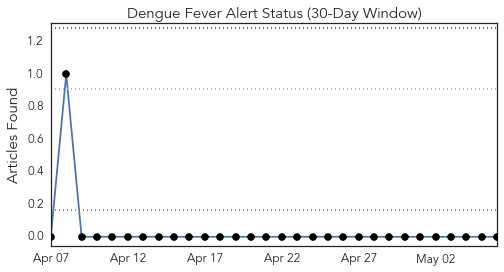 Dengue Fever Alert Status (30-Day Window)
Articles Found
1.2
1.0
0.8
0.6
0.4
0.2
0.0
Apr 07 Apr 12 Apr 17 Apr 22 Apr 27 May 02